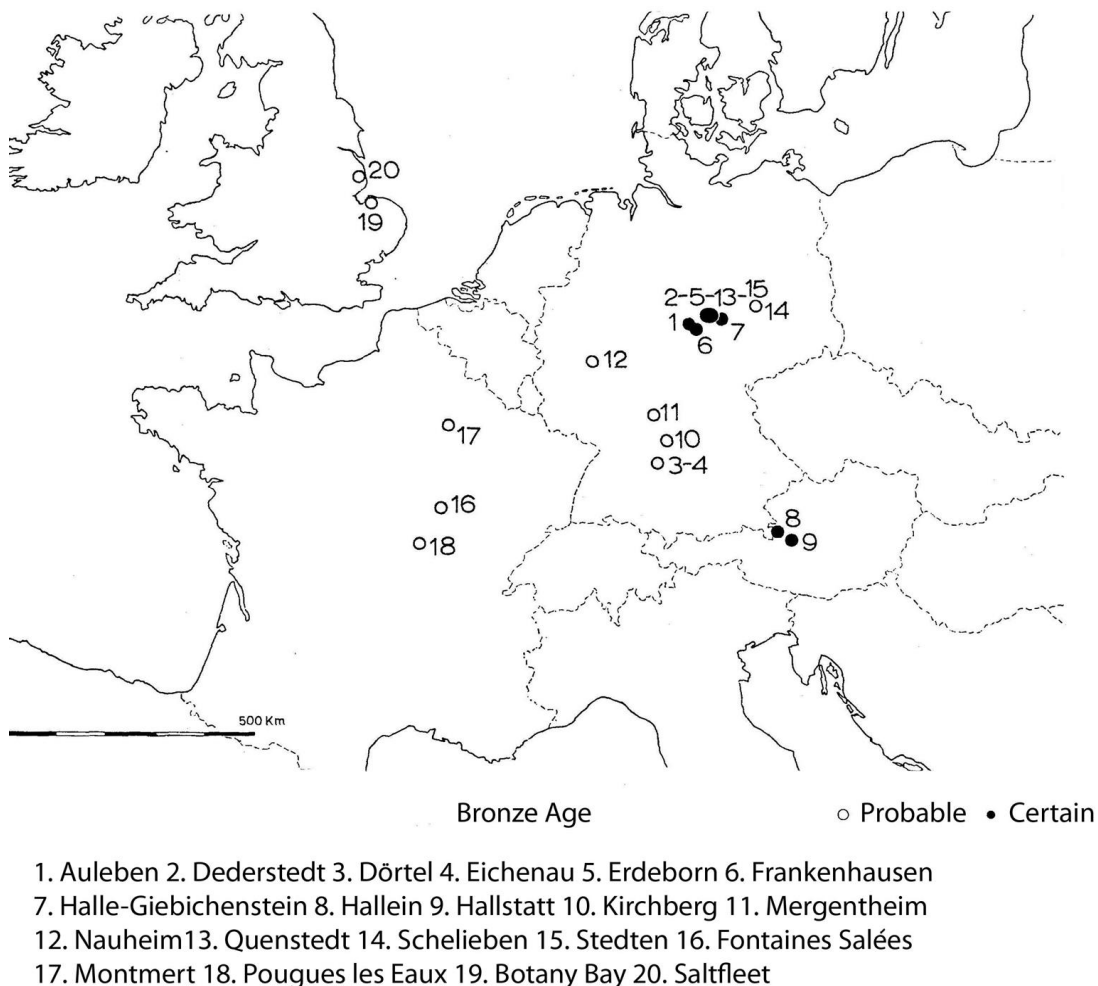 20
19
2-5-13-15
14
1
7
6
12
11
17
10
3-4
16
8
18
9
500 Km
Bronze Age
Probable
Certain
1. Auleben 2. Dederstedt 3. Dörtel 4. Eichenau 5. Erdeborn 6. Frankenhausen
7. Halle-Giebichenstein 8. Hallein 9. Hallstatt 10. Kirchberg 11. Mergentheim
12. Nauheim13. Quenstedt 14. Schelieben 15. Stedten 16. Fontaines Salées
17. Montmert 18. Pougues les Eaux 19. Botany Bay 20. Saltfleet